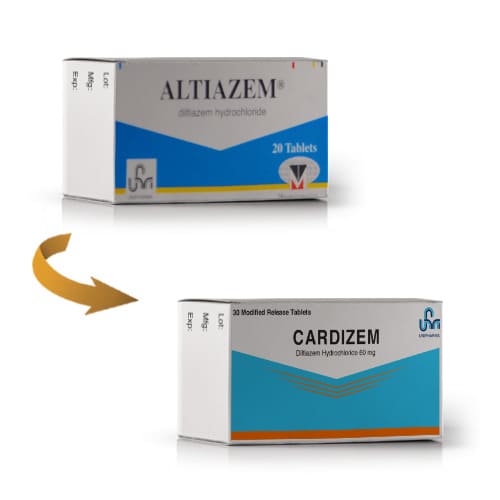 Lot:
Mfg:
Exp:
ALTIAZEM®
diltiazem hydrochloride
20 Tablets
Lot:
Mfg:
Exp:
30 Modified Release Tablets
CARDIZEM
Diltiazem Hydrochloride 60 mg
UNIPHARMA